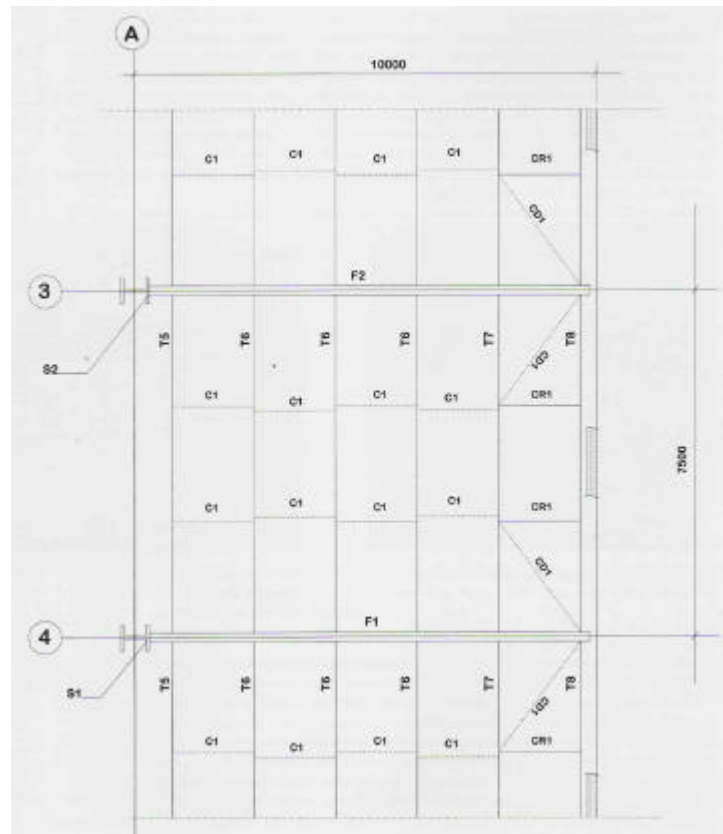 A
10000
C1 C1 C1 C1 CR1
CD1
F2
3
T5 T6 T6 T6 T7 T8
S2
CD1
C1 C1 C1 C1 CR1
7500
C1 C1 C1 C1 CR1
CD1
F1
4
T5 T6 T6 T6 T7 T8
S1
CD1
C1 C1 C1 C1 CR1